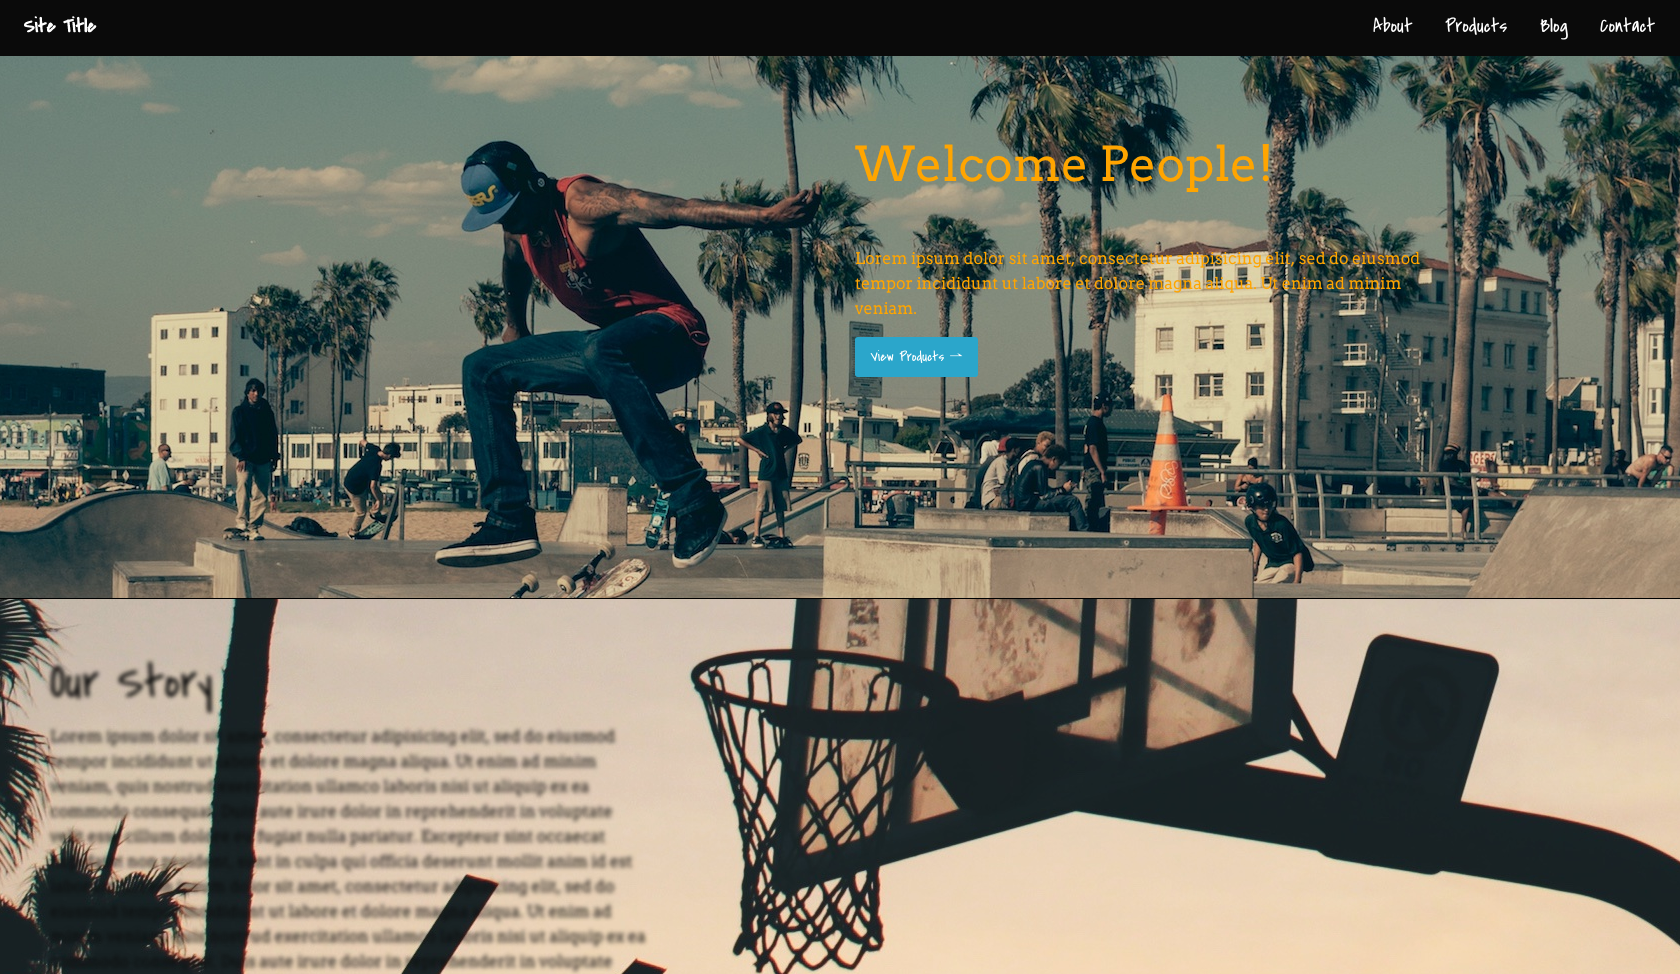 Site Title
About Products Blog Contact
Welcome People!
Lorem ipsum dolor sit amet, consectetur adipisicing elit, sed do eiusmod
tempor incididunt ut labore et dolore magna aliqua. Ut enim ad minim
veniam.
View Products →
Our Story
Lorem ipsum dolor sit amet, consectetur adipisicing elit, sed do eiusmod
tempor incididunt ut labore et dolore magna aliqua. Ut enim ad minim
veniam, quis nostrud exercitation ullamco laboris nisi ut aliquip ex ea
commodo consequat. Duis aute irure dolor in reprehenderit in voluptate
velit esse cillum dolore eu fugiat nulla pariatur. Excepteur sint occaecat
non proident, sunt in culpa qui officia deserunt mollit anim id est
dolor sit amet, consectetur adipisicing elit, sed do
ut labore et dolore magna aliqua. Ut enim ad
nostrud exercitation ullamco laboris nisi ut aliquip ex ea
Duis aute irure dolor in reprehenderit in voluptate